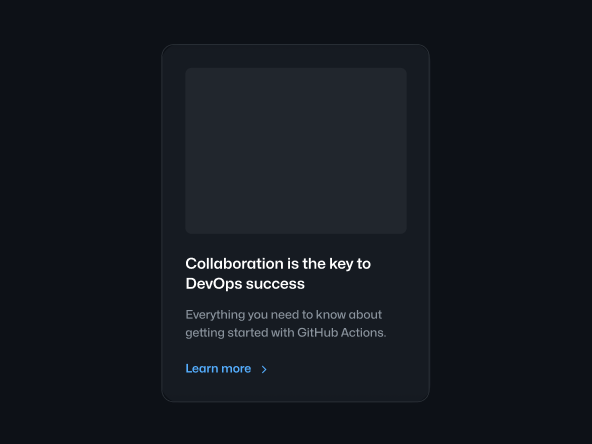 Collaboration is the key to
DevOps success
Everything you need to know about
getting started with GitHub Actions.
Learn more